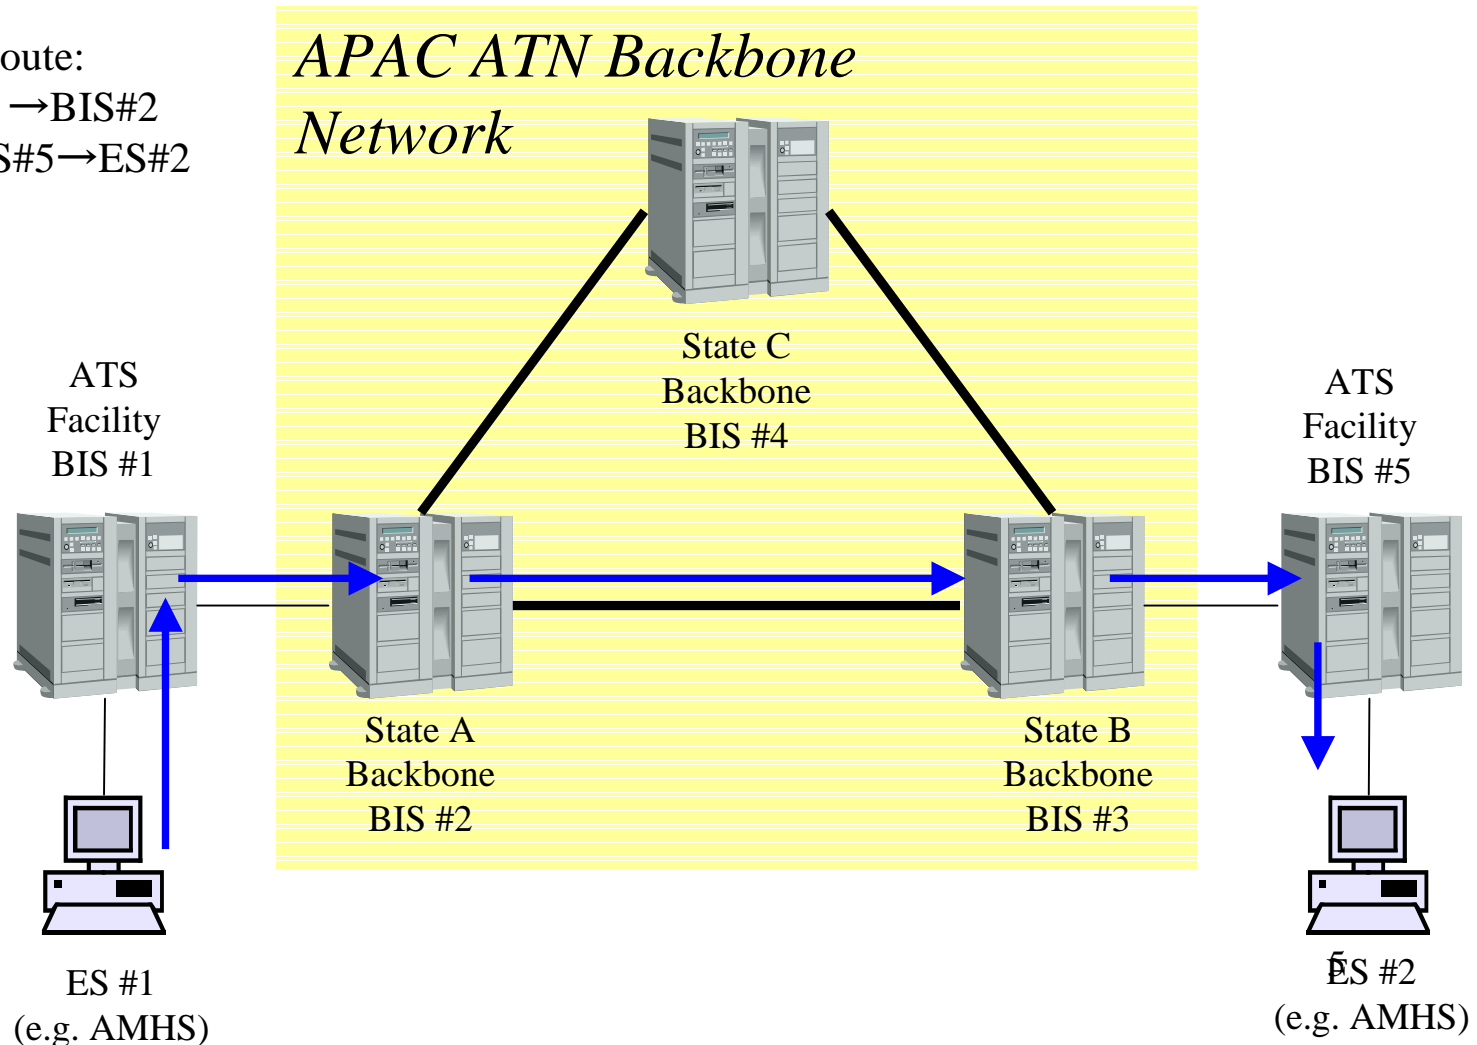 oute:
→BIS#2
S#5→ES#2
APAC ATN Backbone
Network
State C
Backbone
BIS #4
ATS
Facility
BIS #1
ATS
Facility
BIS #5
State A
Backbone
BIS #2
State B
Backbone
BIS #3
ES #1
(e.g. AMHS)
5
ES #2
(e.g. AMHS)